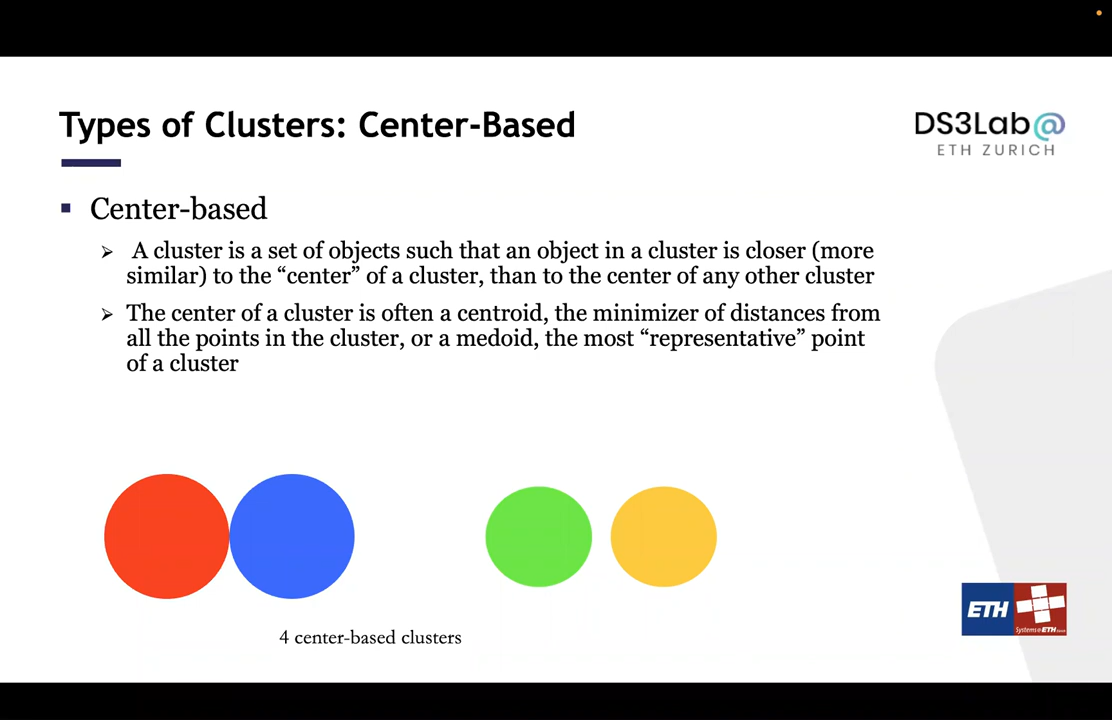 Types of Clusters: Center-Based
DS3Lab@
ETH ZURICH
Center-based
A cluster is a set of objects such that an object in a cluster is closer (more
similar) to the “center” of a cluster, than to the center of any other cluster
The center of a cluster is often a centroid, the minimizer of distances from
all the points in the cluster, or a medoid, the most “representative” point
of a cluster
4 center-based clusters
ETH
Systems@ETH